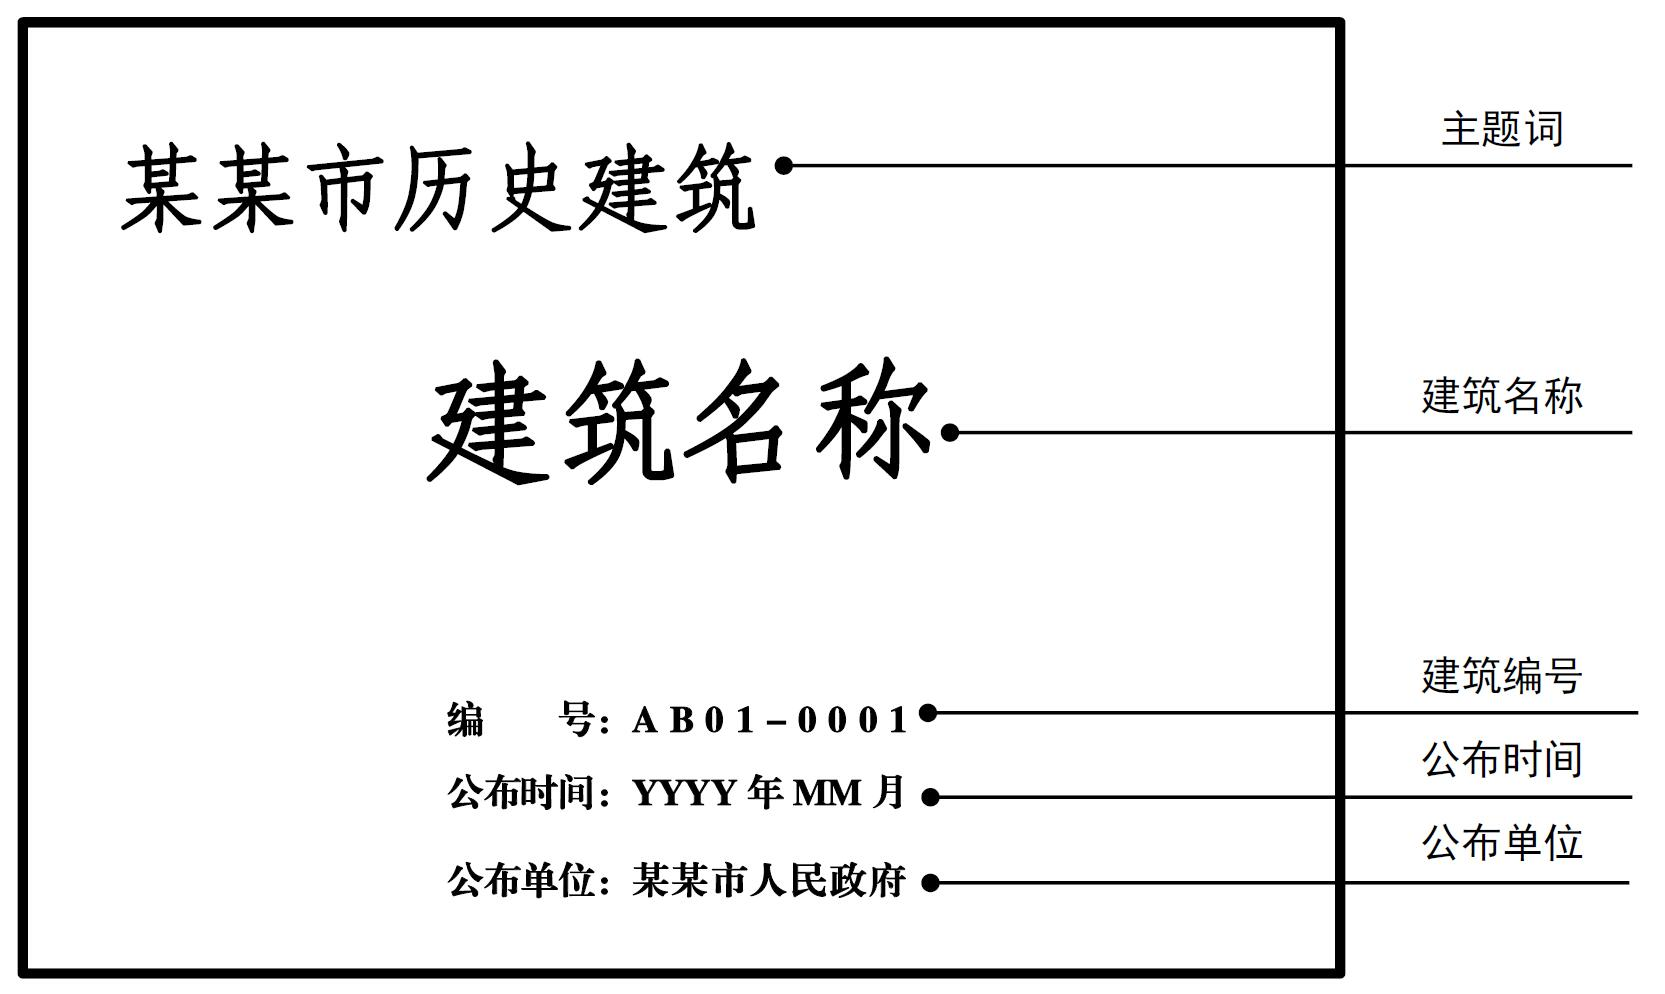 主题词
某某市历史建筑
建筑名称
建筑名称
建筑编号
编　　号：AB01-0001
公布时间
公布时间：YYYY年MM月
公布单位
公布单位：某某市人民政府